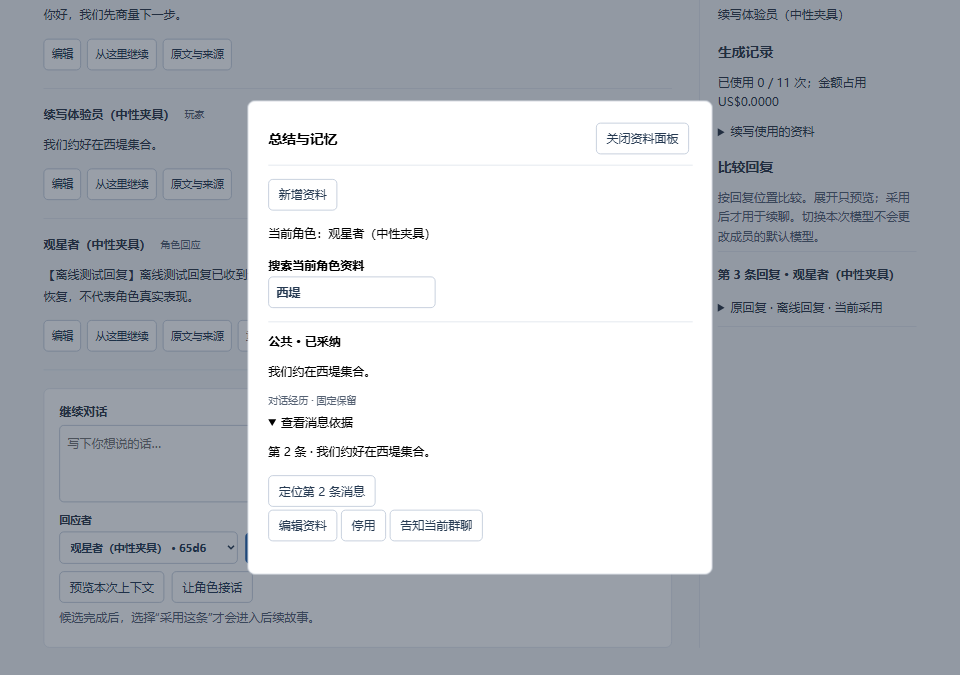 你好，我们先商量下一步。
编辑
从这里继续
原文与来源
续写体验员（中性夹具）
玩家
我们约好在西堤集合。
编辑
从这里继续
原文与来源
观星者（中性夹具）
角色回应
【离线测试回复】离线测试回复已收到
恢复，不代表角色真实表现。
编辑
从这里继续
原文与来源
继续对话
写下你想说的话...
回应者
观星者（中性夹具）• 65d6
预览本次上下文
让角色接话
候选完成后，选择“采用这条”才会进入后续故事。
总结与记忆
关闭资料面板
新增资料
当前角色：观星者（中性夹具）
搜索当前角色资料
西堤
公共 • 已采纳
我们约在西堤集合。
对话经历 · 固定保留
▼ 查看消息依据
第 2 条 · 我们约好在西堤集合。
定位第 2 条消息
编辑资料
停用
告知当前群聊
续写体验员（中性夹具）
生成记录
已使用 0 / 11 次；金额占用
US$0.0000
▶ 续写使用的资料
比较回复
按回复位置比较。展开只预览；采用
后才用于续聊。切换本次模型不会更
改成员的默认模型。
第 3 条回复 • 观星者（中性夹具）
▶ 原回复 · 离线回复 · 当前采用